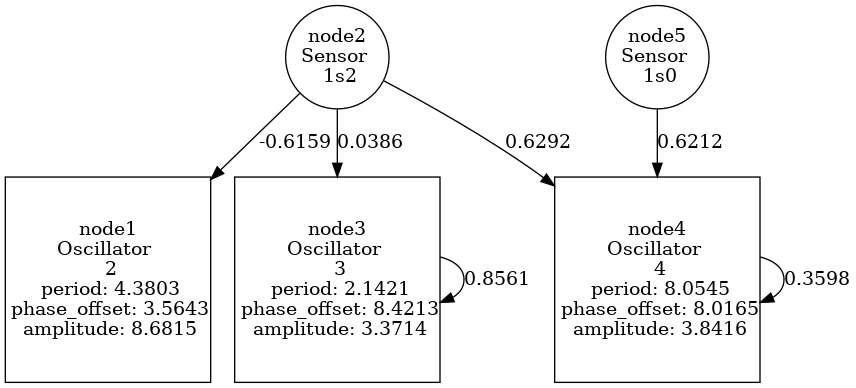 node2
Sensor
1s2
node5
Sensor
1s0
-0.6159
0.0386
0.6292
0.6212
node1
Oscillator
2
period: 4.3803
phase_offset: 3.5643
amplitude: 8.6815
node3
Oscillator
3
period: 2.1421
phase_offset: 8.4213
amplitude: 3.3714
0.8561
node4
Oscillator
4
period: 8.0545
phase_offset: 8.0165
amplitude: 3.8416
0.3598